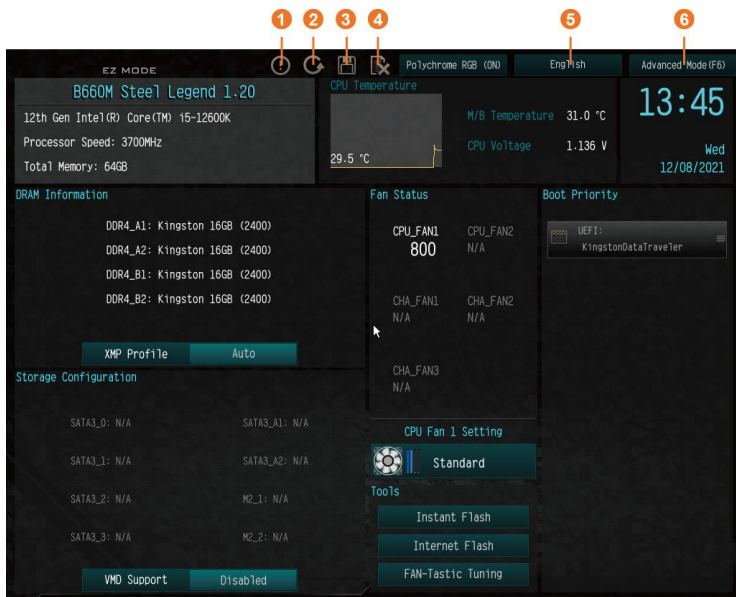 1 2 3 4 5 6
EZ MODE
Polychrome RGB (ON)
English
Advanced Mode(F6)
B660M Steel Legend 1.20
12th Gen Intel(R) Core(TM) i5-12600K
Processor Speed: 3700MHz
Total Memory: 64GB
CPU Temperature
29.5 °C
M/B Temperature 31.0 °C
CPU Voltage 1.136 V
13:45
Wed
12/08/2021
DRAM Information
DDR4_A1: Kingston 16GB (2400)
DDR4_A2: Kingston 16GB (2400)
DDR4_B1: Kingston 16GB (2400)
DDR4_B2: Kingston 16GB (2400)
XMP Profile Auto
Storage Configuration
SATA3_0: N/A SATA3_A1: N/A
SATA3_1: N/A SATA3_A2: N/A
SATA3_2: N/A M2_1: N/A
SATA3_3: N/A M2_2: N/A
VMD Support Disabled
Fan Status
CPU_FAN1 CPU_FAN2
800 N/A
CHA_FAN1 CHA_FAN2
N/A N/A
CHA_FAN3
N/A
CPU Fan 1 Setting
Standard
Tools
Instant Flash
Internet Flash
FAN-Tastic Tuning
Boot Priority
UEFI:
KingstonDataTraveler